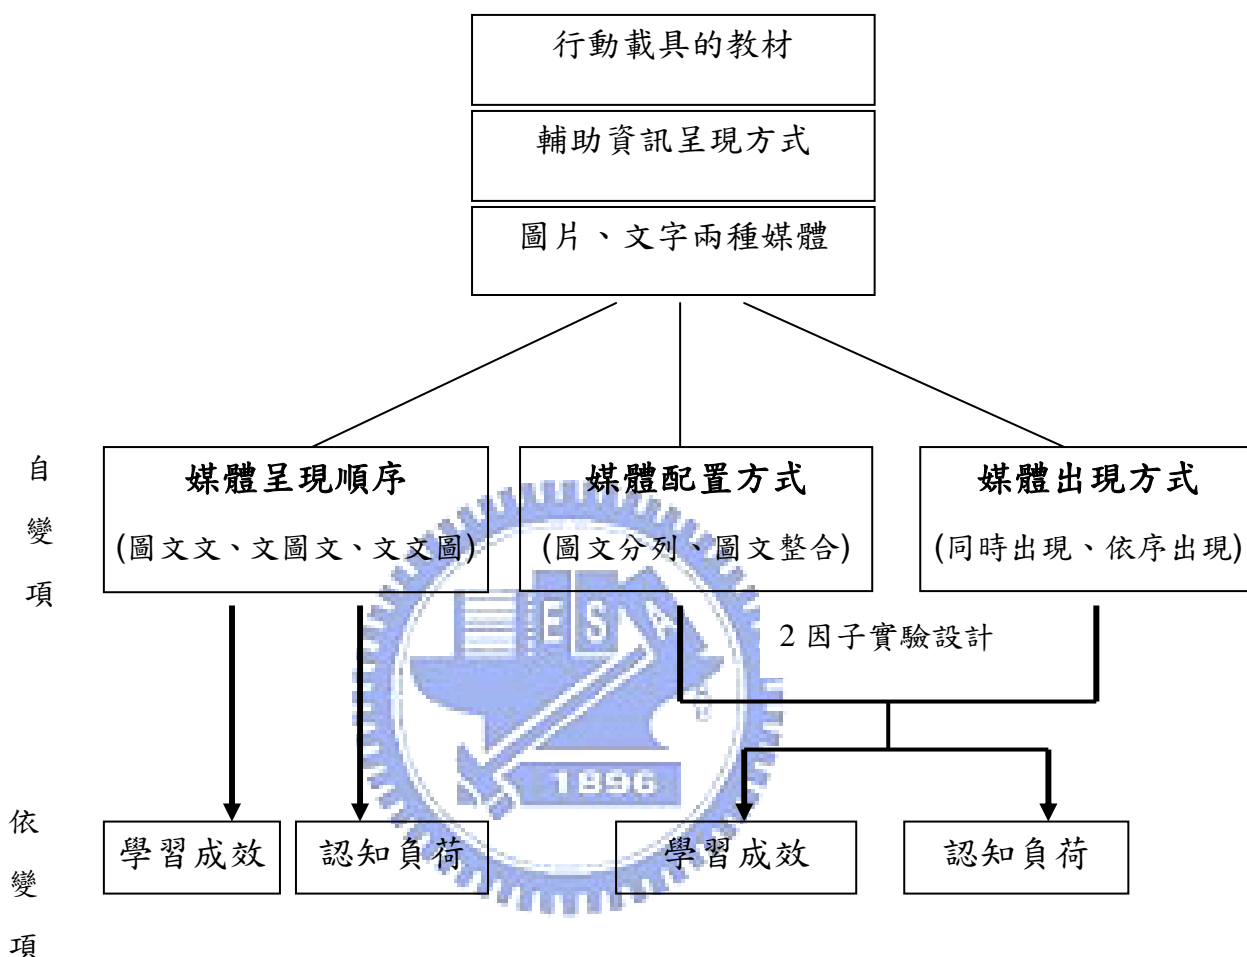 行動載具的教材
輔助資訊呈現方式
圖片、文字兩種媒體
自
變
項
媒體呈現順序
(圖文文、文圖文、文文圖)
媒體配置方式
(圖文分列、圖文整合)
媒體出現方式
(同時出現、依序出現)
2 因子實驗設計
E S A
1896
依
變
項
學習成效
認知負荷
學習成效
認知負荷